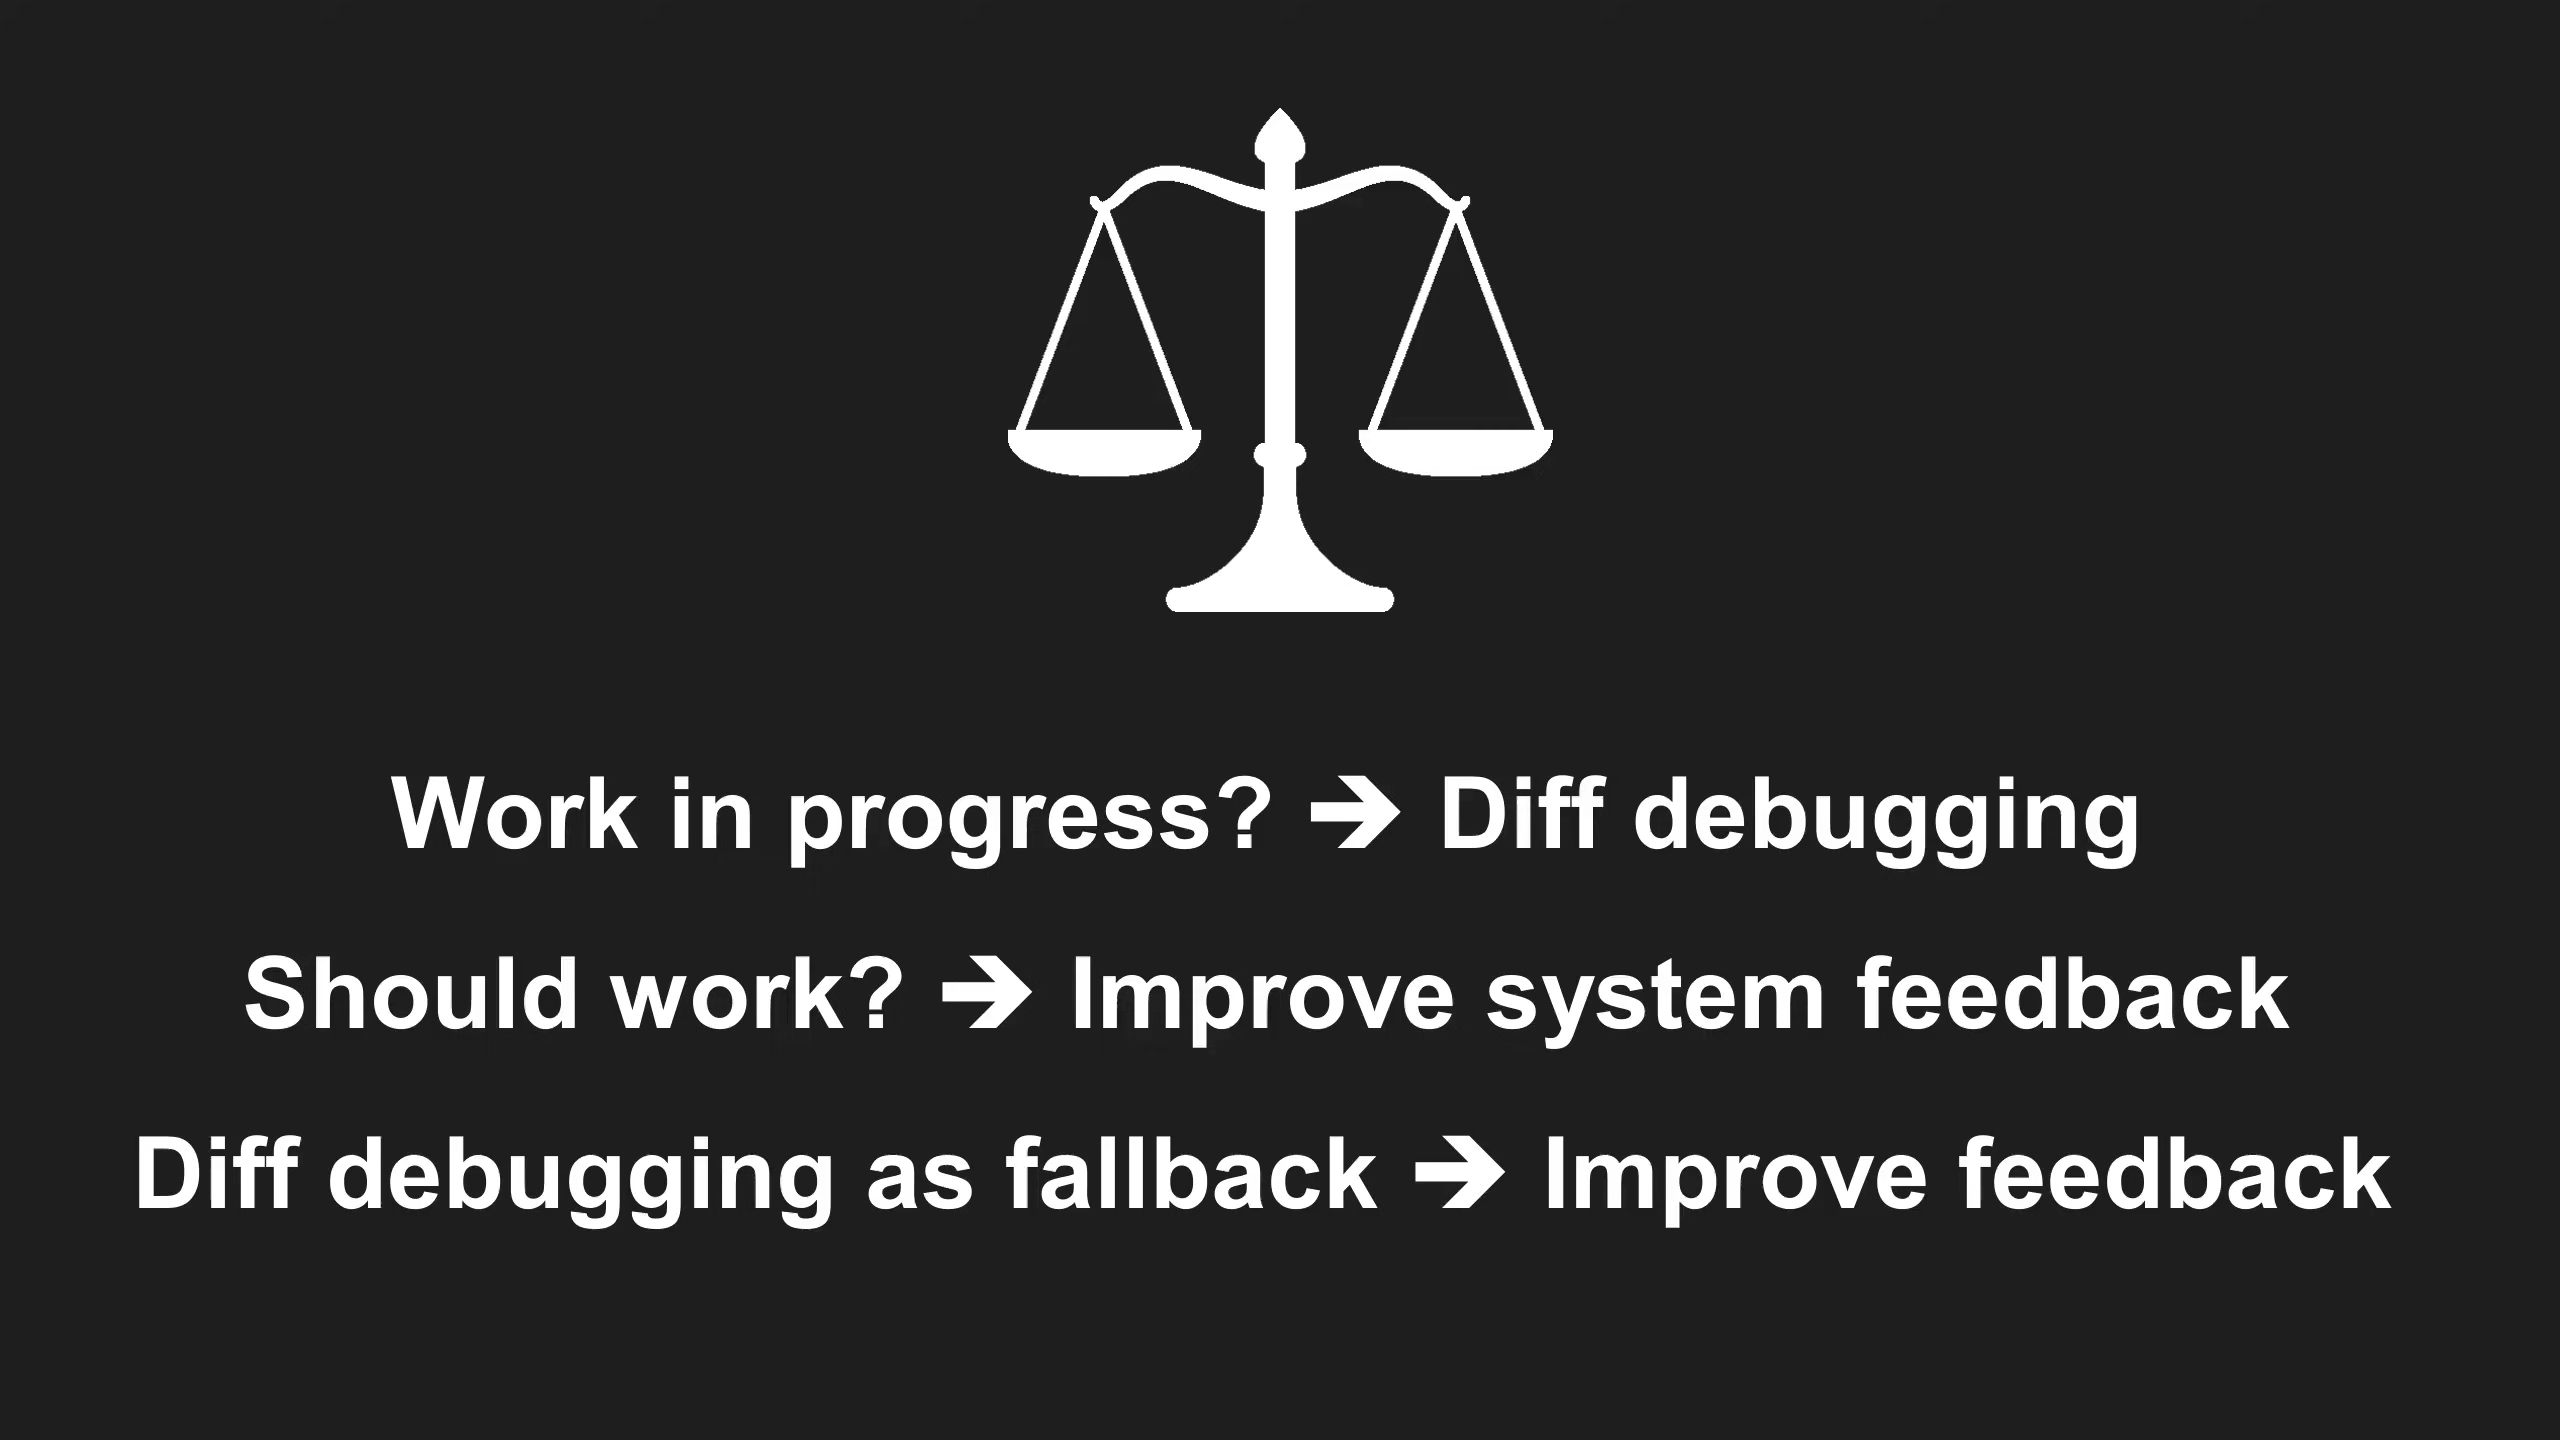 Work in progress? ➔ Diff debugging
Should work? ➔ Improve system feedback
Diff debugging as fallback ➔ Improve feedback